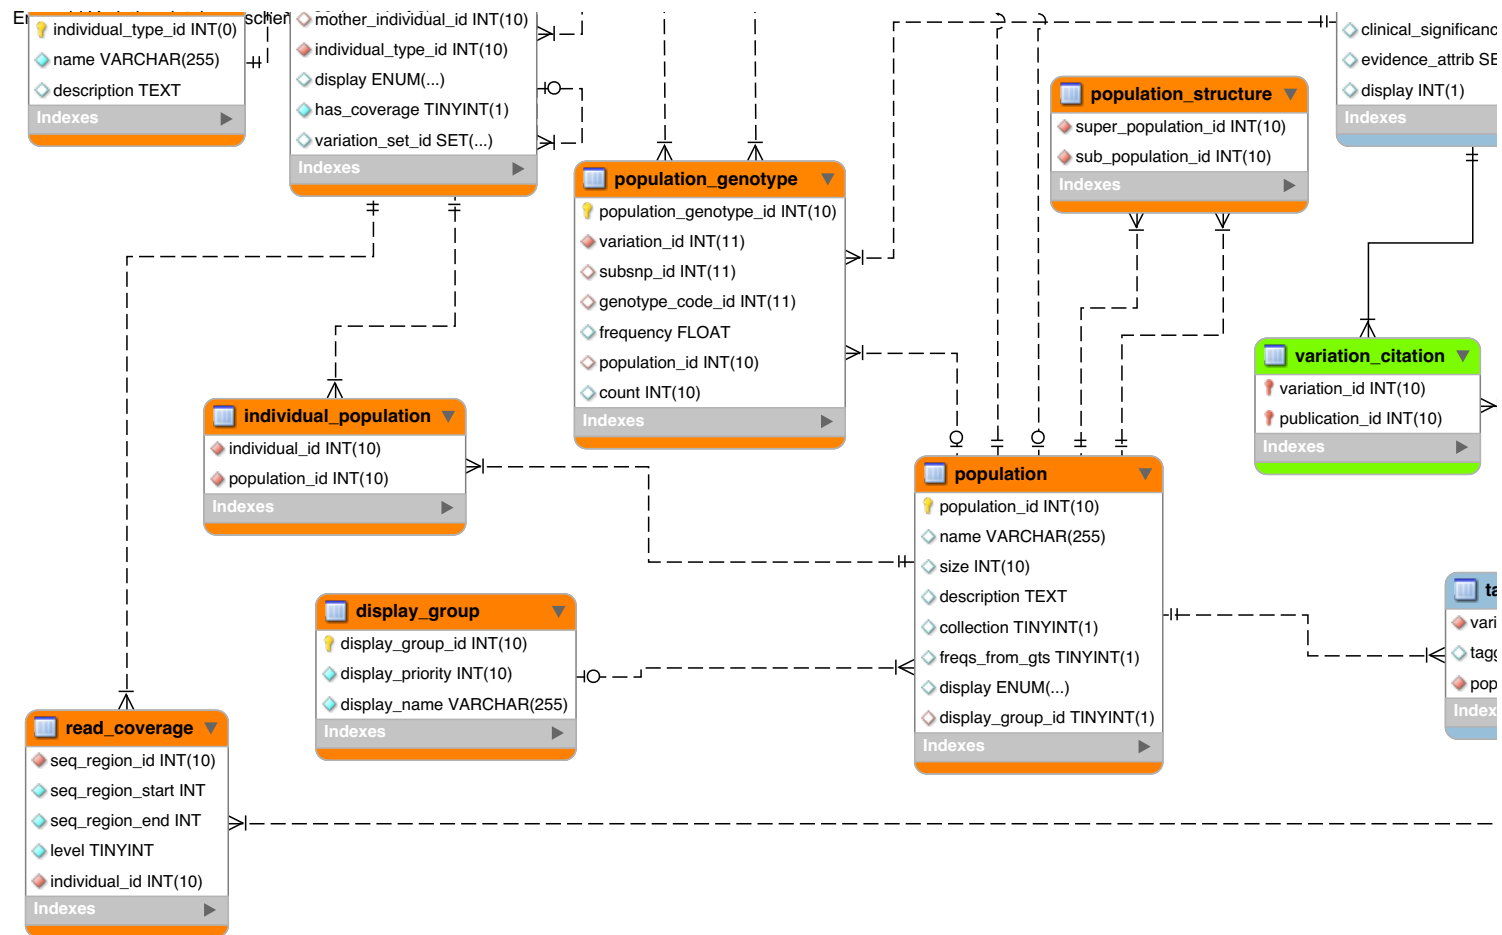 individual_type_id INT(0)
name VARCHAR(255)
description TEXT
Indexes
mother_individual_id INT(10)
individual_type_id INT(10)
display ENUM(...)
has_coverage TINYINT(1)
variation_set_id SET(...)
Indexes
population_genotype
population_genotype_id INT(10)
variation_id INT(11)
subsnp_id INT(11)
genotype_code_id INT(11)
frequency FLOAT
population_id INT(10)
count INT(10)
Indexes
population_structure
super_population_id INT(10)
sub_population_id INT(10)
Indexes
clinical_significanc
evidence_attrib SE
display INT(1)
Indexes
variation_citation
variation_id INT(10)
publication_id INT(10)
Indexes
individual_population
individual_id INT(10)
population_id INT(10)
Indexes
population
population_id INT(10)
name VARCHAR(255)
size INT(10)
description TEXT
collection TINYINT(1)
freqs_from_gts TINYINT(1)
display ENUM(...)
display_group_id TINYINT(1)
Indexes
display_group
display_group_id INT(10)
display_priority INT(10)
display_name VARCHAR(255)
Indexes
ta
vari
tagg
pop
Index
read_coverage
seq_region_id INT(10)
seq_region_start INT
seq_region_end INT
level TINYINT
individual_id INT(10)
Indexes